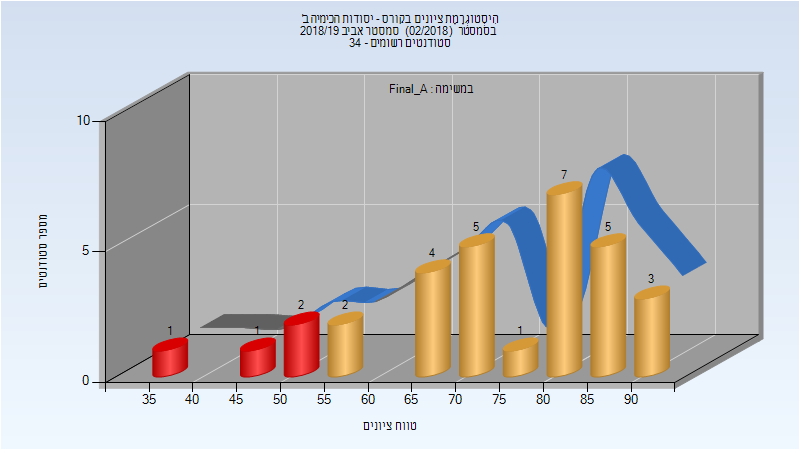 היסטוגרמת ציונים בקורס - יסודות הכימיה ב'
בסמסטר (02/2018) סמסטר אביב 2018/19
סטודנטים רשומים - 34
במשימה : Final_A
מספר סטודנטים
10
5
0
1
1
2
2
4
5
1
7
5
3
35 40 45 50 55 60 65 70 75 80 85 90
טווח ציונים